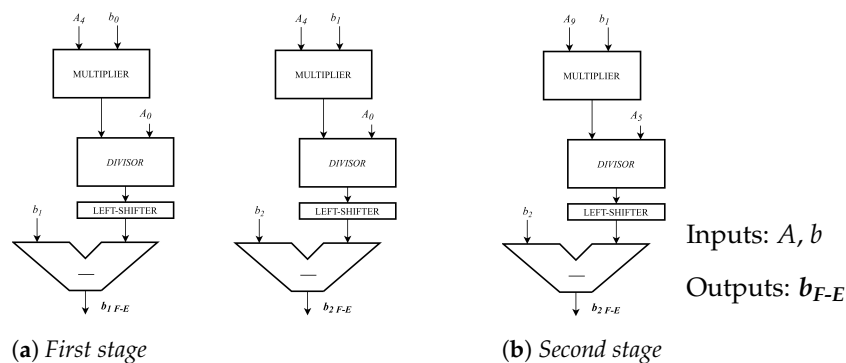 A4 b0
A4 b1
A9 b1
MULTIPLIER
MULTIPLIER
MULTIPLIER
A0
A0
A5
DIVISOR
DIVISOR
DIVISOR
LEFT-SHIFTER
LEFT-SHIFTER
LEFT-SHIFTER
b1
b2
b2
Inputs: A, b
—
—
—
Outputs: bF-E
b1 F-E
b2 F-E
b2 F-E
(a) First stage
(b) Second stage